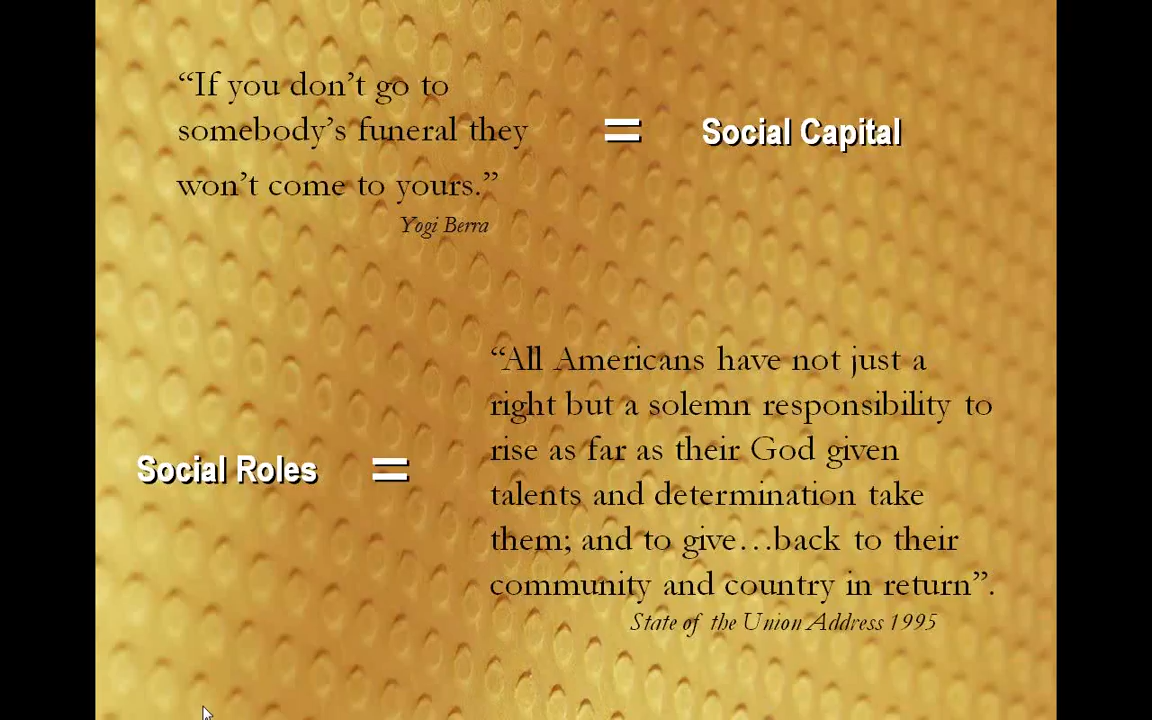 “If you don’t go to
somebody’s funeral they
won’t come to yours.”
Yogi Berra
= Social Capital
Social Roles =
“All Americans have not just a
right but a solemn responsibility to
rise as far as their God given
talents and determination take
them; and to give…back to their
community and country in return”.
State of the Union Address 1995